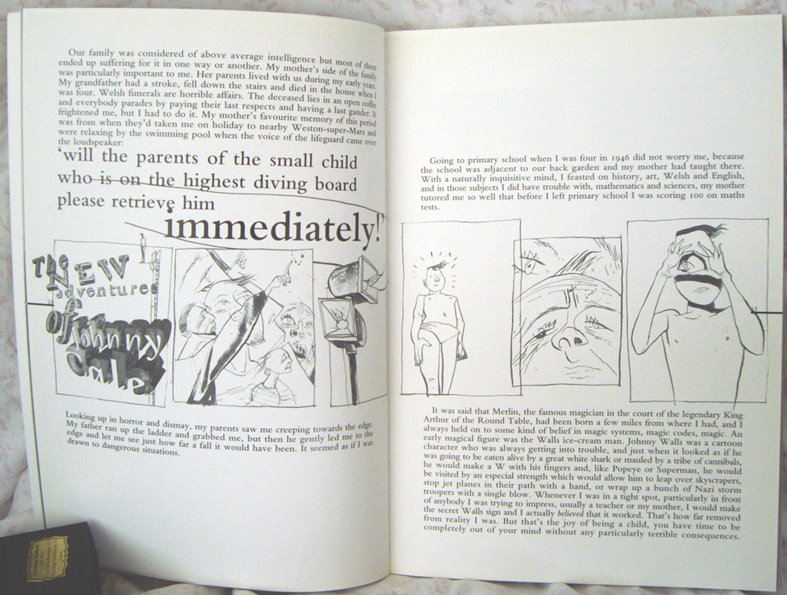 Our family was considered of above average intelligence but most of them
ended up suffering for it in one way or another. My mother's side of the family
was particularly important to me. Her parents lived with us during my early years.
My grandfather had a stroke, fell down the stairs and died in the house when I
was four. Welsh funerals are horrible affairs. The deceased lies in an open coffin
and everybody parades by paying their last respects and having a last gander. It
frightened me, but I had to do it. My mother's favourite memory of this period
was from when they'd taken me on holiday to nearby Weston-super-Mare and
were relaxing by the swimming pool when the voice of the lifeguard came over
the loudspeaker:
'will the parents of the small child
who is on the highest diving board
please retrieve him
immediately!'
The
NEW
adventures
of
Johnny
Cale
Looking up in horror and dismay, my parents saw me creeping towards the edge.
My father ran up the ladder and grabbed me, but then he gently led me to the
edge and let me see just how far a fall it would have been. It seemed as if I was
drawn to dangerous situations.
Going to primary school when I was four in 1946 did not worry me, because
the school was adjacent to our back garden and my mother had taught there.
With a naturally inquisitive mind, I feasted on history, art, Welsh and English,
and in those subjects I did have trouble with, mathematics and sciences, my mother
tutored me so well that before I left primary school I was scoring 100 on maths
tests.
It was said that Merlin, the famous magician in the court of the legendary King
Arthur of the Round Table, had been born a few miles from where I had, and I
always held on to some kind of belief in magic systems, magic codes, magic. An
early magical figure was the Walls ice-cream man. Johnny Walls was a cartoon
character who was always getting into trouble, and just when it looked as if he
was going to be eaten alive by a great white shark or mauled by a tribe of cannibals,
he would make a W with his fingers and, like Popeye or Superman, he would
be visited by an especial strength which would allow him to leap over skyscrapers,
stop jet planes in their path with a hand, or wrap up a bunch of Nazi storm
troopers with a single blow. Whenever I was in a tight spot, particularly in front
of anybody I was trying to impress, usually a teacher or my mother, I would make
the secret Walls sign and I actually believed that it worked. That's how far removed
from reality I was. But that's the joy of being a child, you have time to be
completely out of your mind without any particularly terrible consequences.